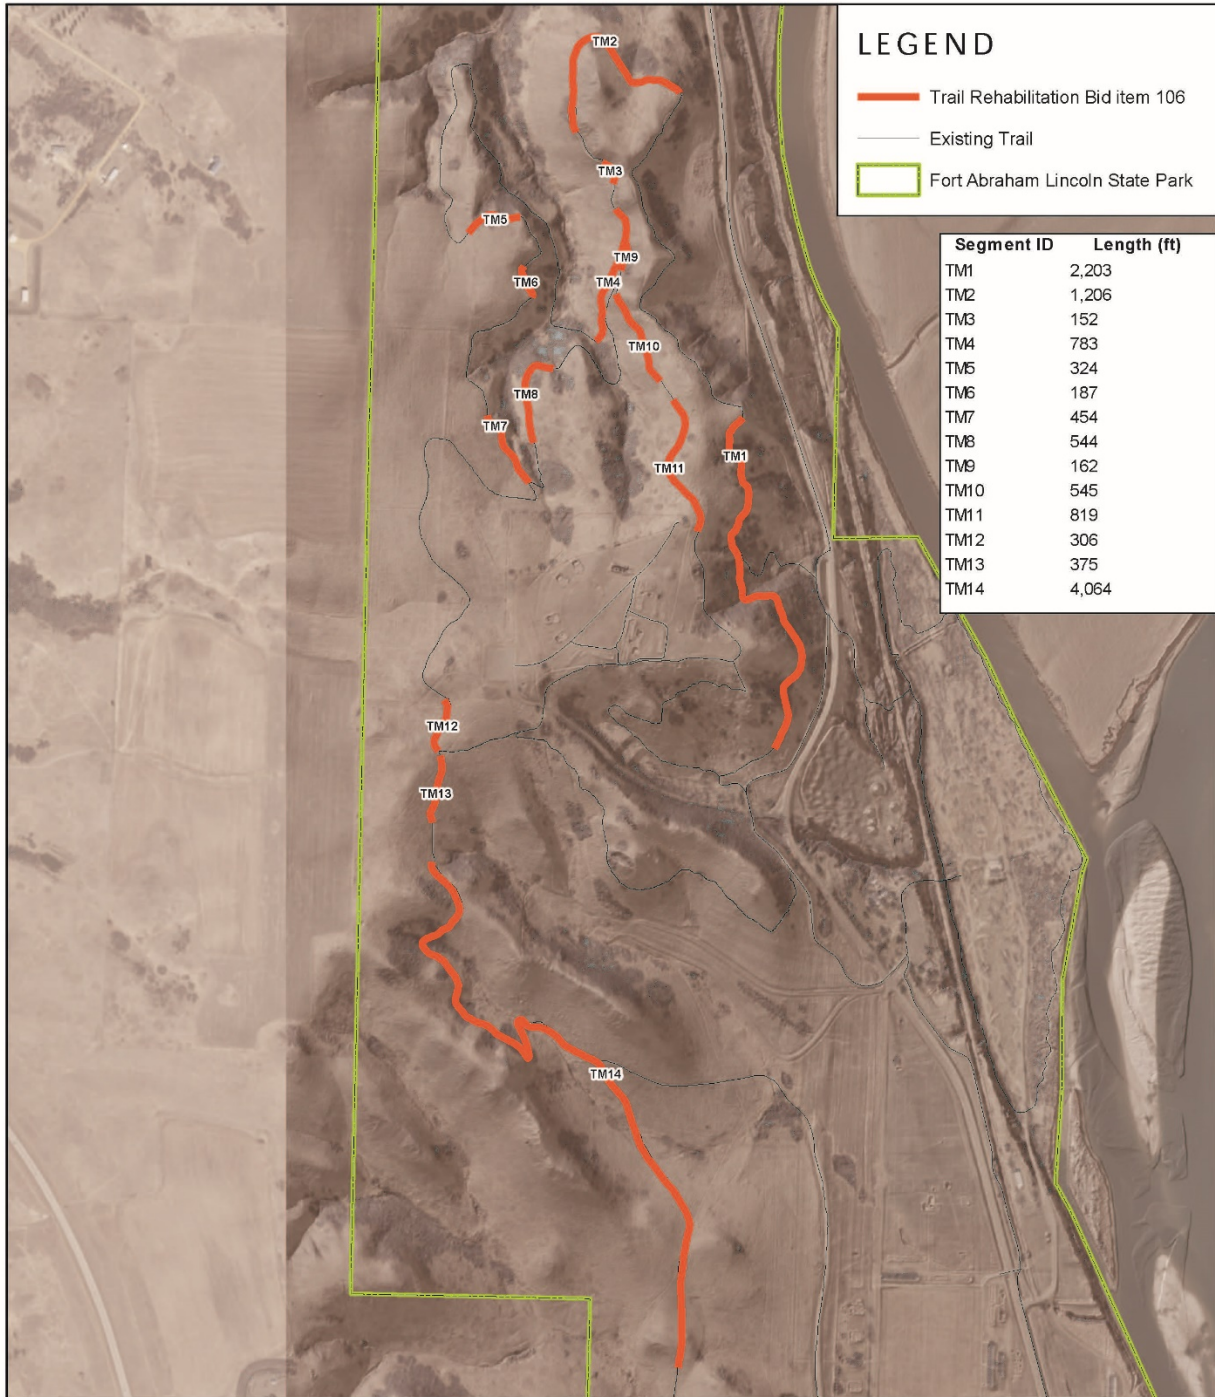 LEGEND
Trail Rehabilitation Bid item 106
Existing Trail
Fort Abraham Lincoln State Park
Segment ID Length (ft)
TM1 2,203
TM2 1,206
TM3 152
TM4 783
TM5 324
TM6 187
TM7 454
TM8 544
TM9 162
TM10 545
TM11 819
TM12 306
TM13 375
TM14 4,064
TM2
TM3
TM5
TM9
TM6
TM4
TM10
TM8
TM7
TM1
TM11
TM12
TM13
TM14